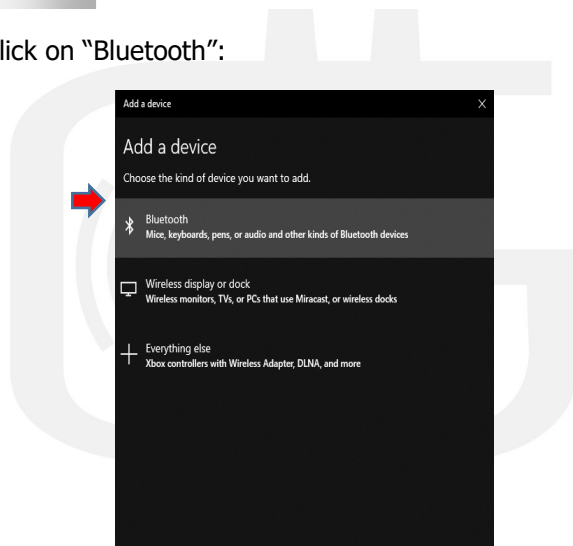 lick on “Bluetooth”:
Add a device X
Add a device
Choose the kind of device you want to add.
Bluetooth
Mice, keyboards, pens, or audio and other kinds of Bluetooth devices
Wireless display or dock
Wireless monitors, TVs, or PCs that use Miracast, or wireless docks
Everything else
Xbox controllers with Wireless Adapter, DLNA, and more